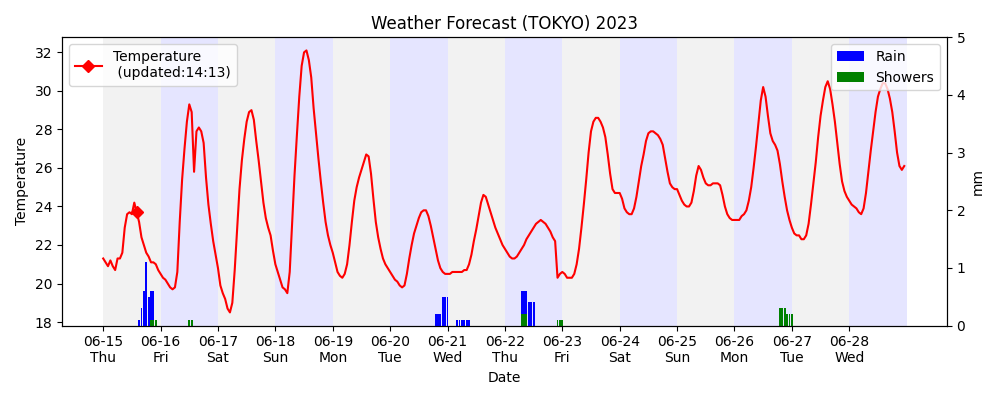 Weather Forecast (TOKYO) 2023
Temperature
(updated:14:13)
Rain
Showers
Temperature
32
30
28
26
24
22
20
18
5
4
3
2
1
0
mm
06-15 06-16 06-17 06-18 06-19 06-20 06-21 06-22 06-23 06-24 06-25 06-26 06-27 06-28
Thu Fri Sat Sun Mon Tue Wed Thu Fri Sat Sun Mon Tue Wed
Date